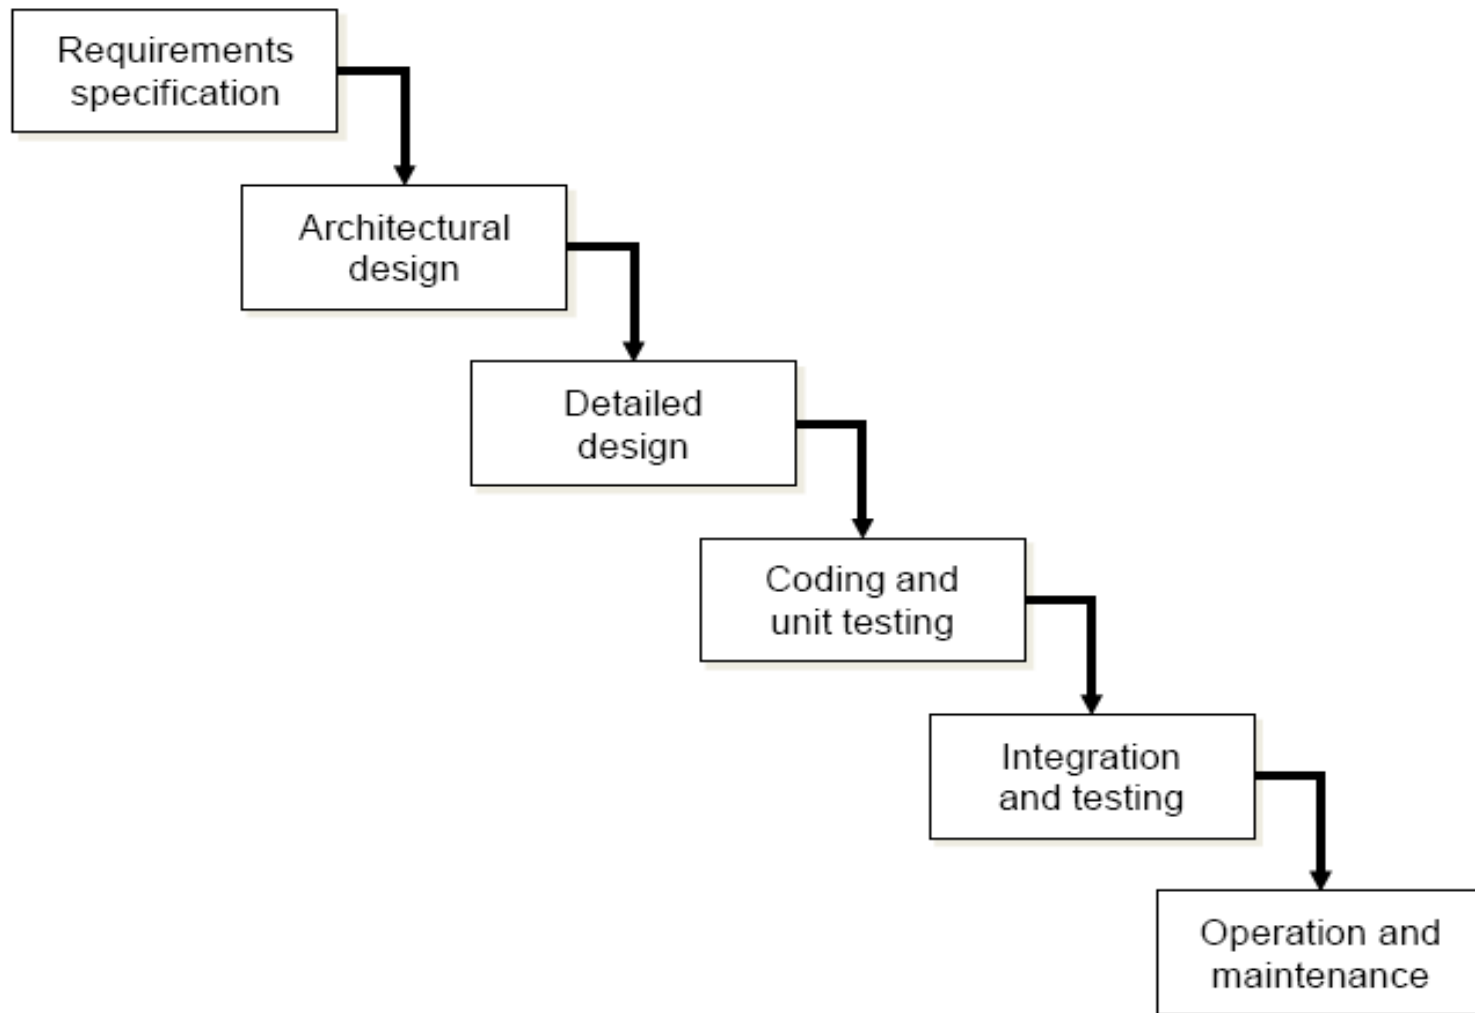 Requirements
specification
Architectural
design
Detailed
design
Coding and
unit testing
Integration
and testing
Operation and
maintenance